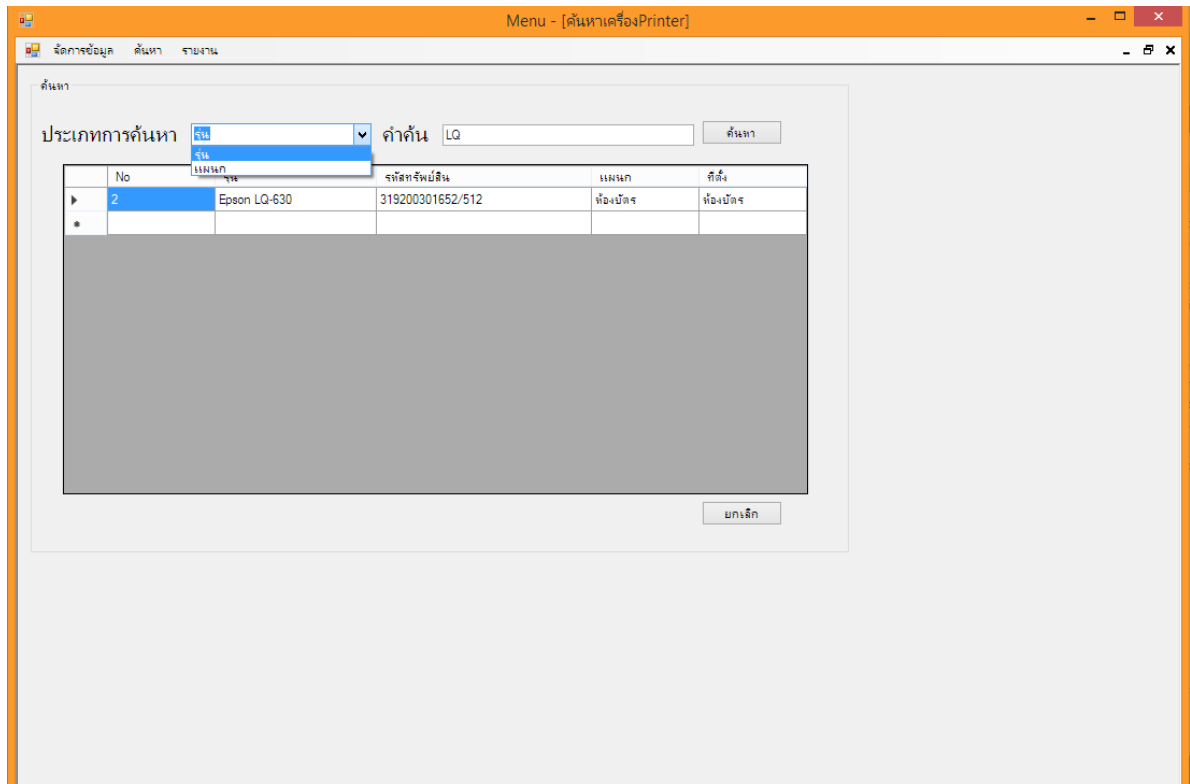 Menu - [ค้นหาเครื่องPrinter]
จัดการข้อมูล ค้นหา รายงาน
ค้นหา
ประเภทการค้นหา รุ่น คำค้น LQ ค้นหา
รุ่น
แผนก
No รุ่น รหัสทรัพย์สิน แผนก ที่ตั้ง
2 Epson LQ-630 319200301652/512 ห้องบัตร ห้องบัตร
ยกเลิก